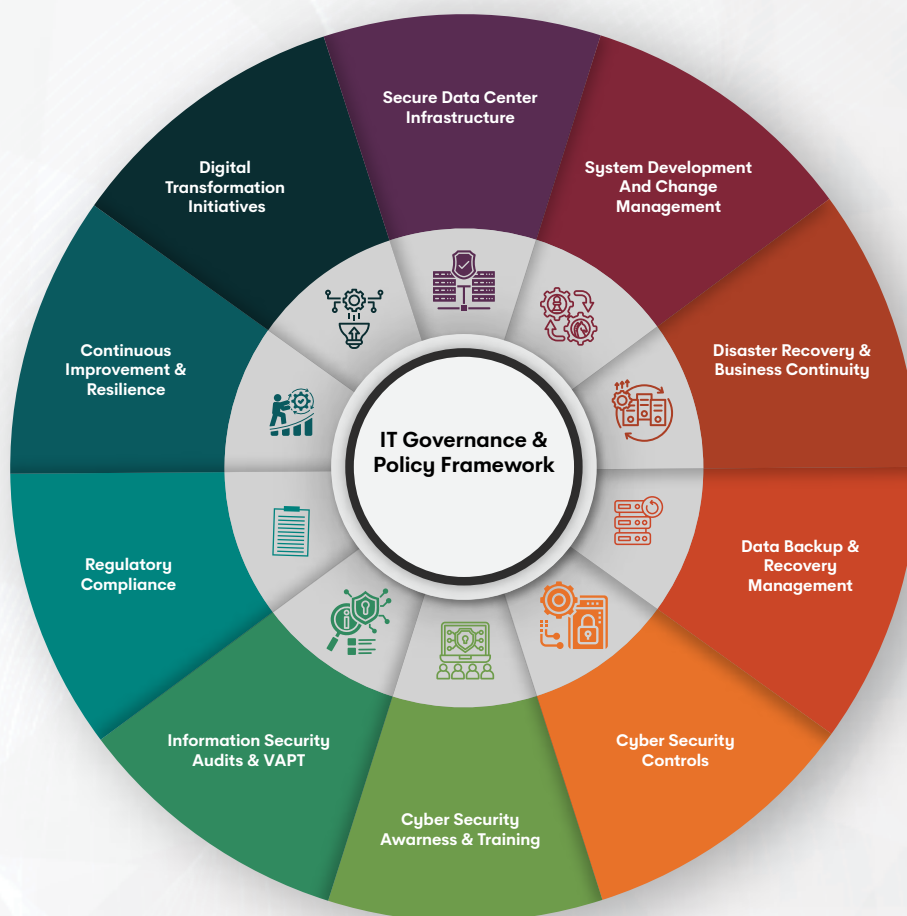 Secure Data Center
Infrastructure
System Development
And Change
Management
Disaster Recovery &
Business Continuity
Data Backup &
Recovery
Management
Cyber Security
Controls
Cyber Security
Awarness & Training
Information Security
Audits & VAPT
Regulatory
Compliance
Continuous
Improvement &
Resilience
Digital
Transformation
Initiatives
IT Governance &
Policy Framework